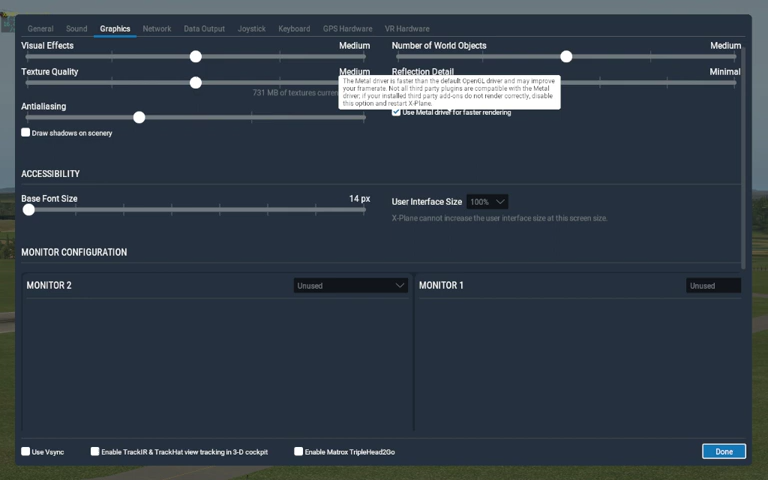 General Sound Graphics Network Data Output Joystick Keyboard GPS Hardware VR Hardware
Visual Effects Medium
Number of World Objects Medium
Texture Quality Medium
Reflection Detail Minimal
731 MB of textures curren
The Metal driver is faster than the default OpenGL driver and may improve
your framerate. Not all third party plugins are compatible with the Metal
driver; if your installed third party add-ons do not render correctly, disable
this option and restart X-Plane.
Antialiasing
Use Metal driver for faster rendering
Draw shadows on scenery
ACCESSIBILITY
Base Font Size 14 px
User Interface Size 100%
X-Plane cannot increase the user interface size at this screen size.
MONITOR CONFIGURATION
MONITOR 2 Unused
MONITOR 1 Unused
Use Vsync Enable TrackIR & TrackHat view tracking in 3-D cockpit Enable Matrox TripleHead2Go Done